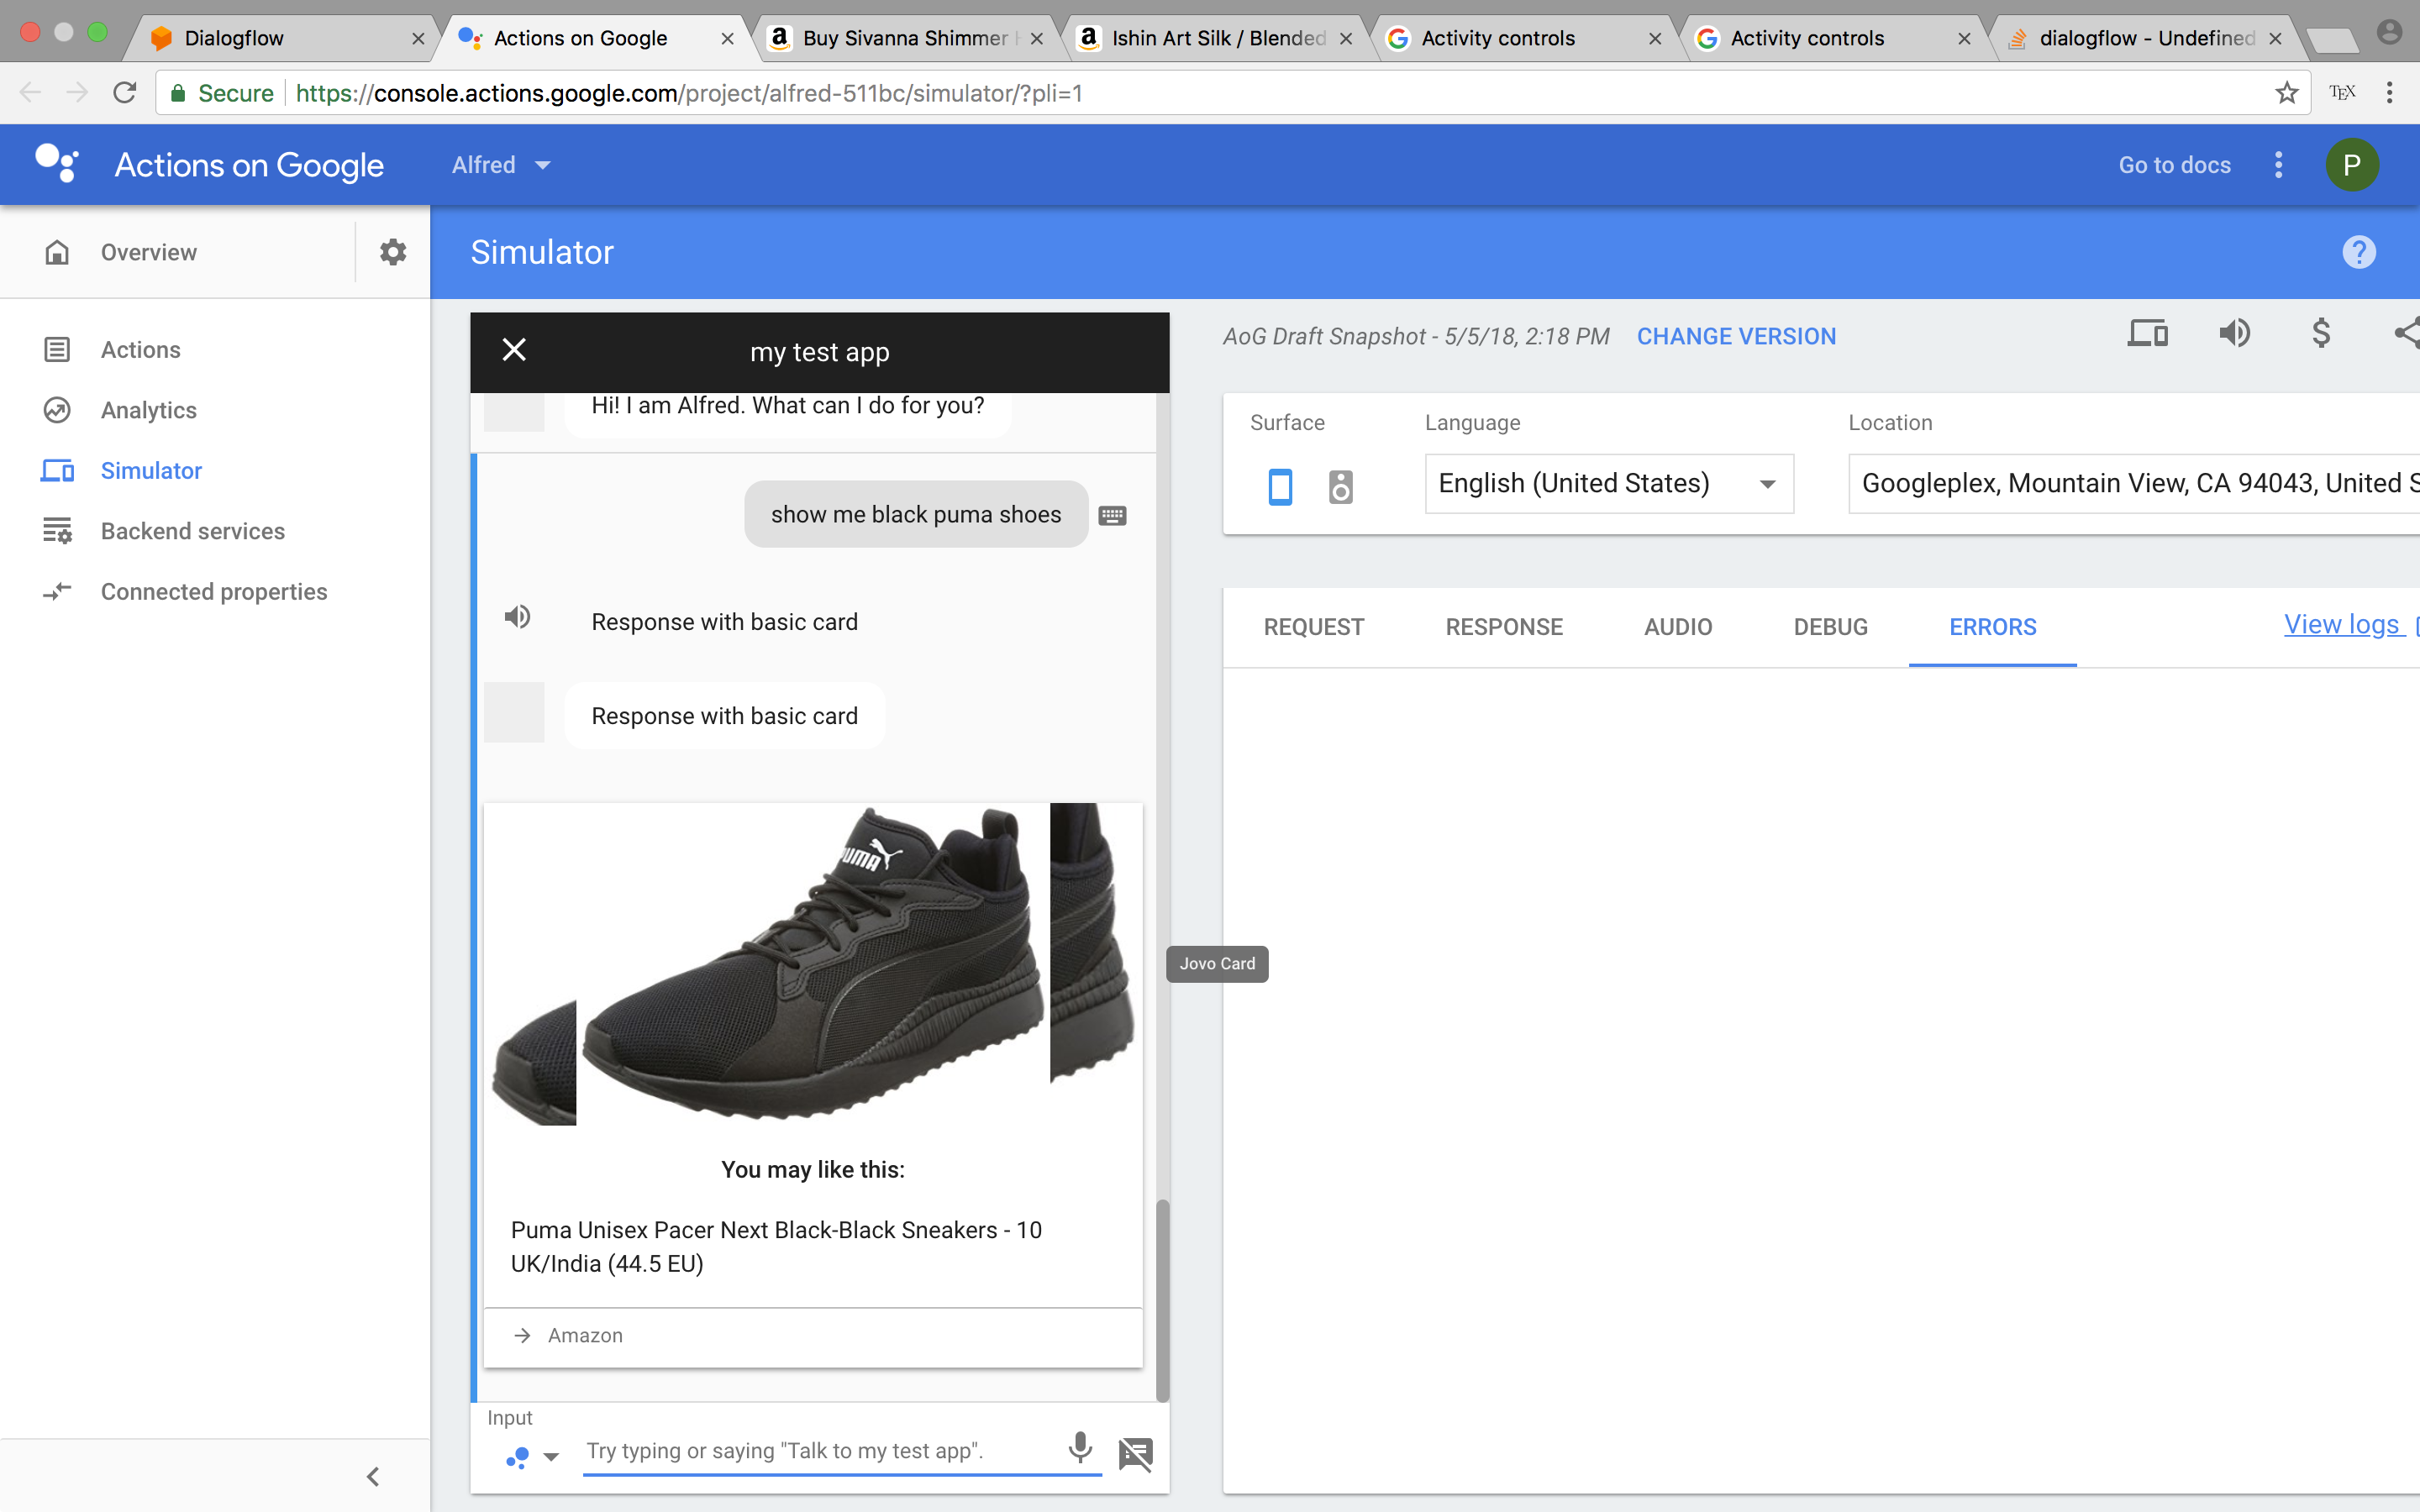 Dialogflow
Actions on Google
Buy Sivanna Shimmer
Ishin Art Silk / Blended
Activity controls
Activity controls
dialogflow - Undefined
Secure
https://console.actions.google.com/project/alfred-511bc/simulator/?pli=1
TEX
Actions on Google
Alfred
Go to docs
P
Overview
Simulator
?
Actions
Analytics
Simulator
Backend services
Connected properties
my test app
Hi! I am Alfred. What can I do for you?
show me black puma shoes
Response with basic card
Response with basic card
PUMA
You may like this:
Puma Unisex Pacer Next Black-Black Sneakers - 10
UK/India (44.5 EU)
Amazon
Input
Try typing or saying "Talk to my test app".
Jovo Card
AoG Draft Snapshot - 5/5/18, 2:18 PM
CHANGE VERSION
$
Surface
Language
Location
English (United States)
Googleplex, Mountain View, CA 94043, United S
REQUEST
RESPONSE
AUDIO
DEBUG
ERRORS
View logs